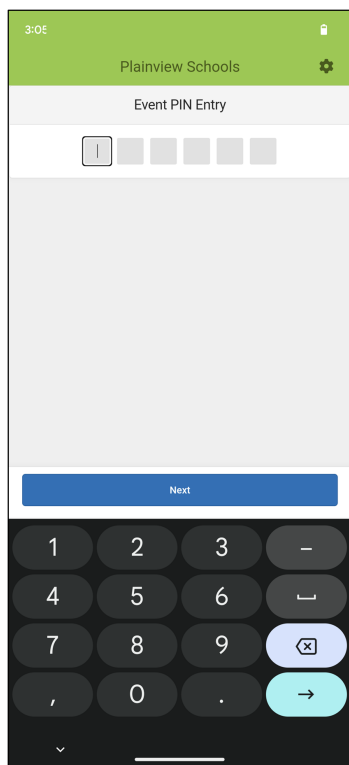 3:05
Plainview Schools
Event PIN Entry
Next
1 2 3 –
4 5 6
7 8 9
, 0 .